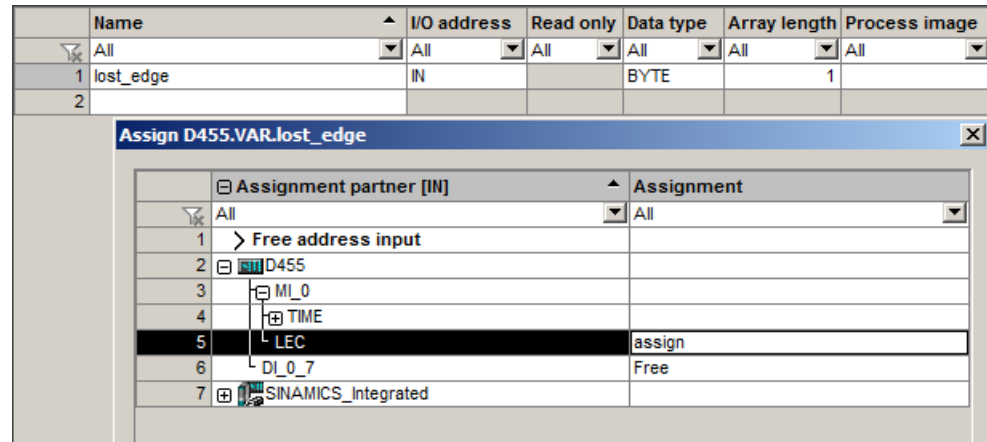 Name I/O address Read only Data type Array length Process image
All All All All All All
1 lost_edge IN BYTE 1
2
Assign D455.VAR.lost_edge
Assignment partner [IN] Assignment
All All
1 Free address input
2 D455
3 MI_0
4 TIME
5 LEC assign
6 DI_0_7 Free
7 SINAMICS_Integrated